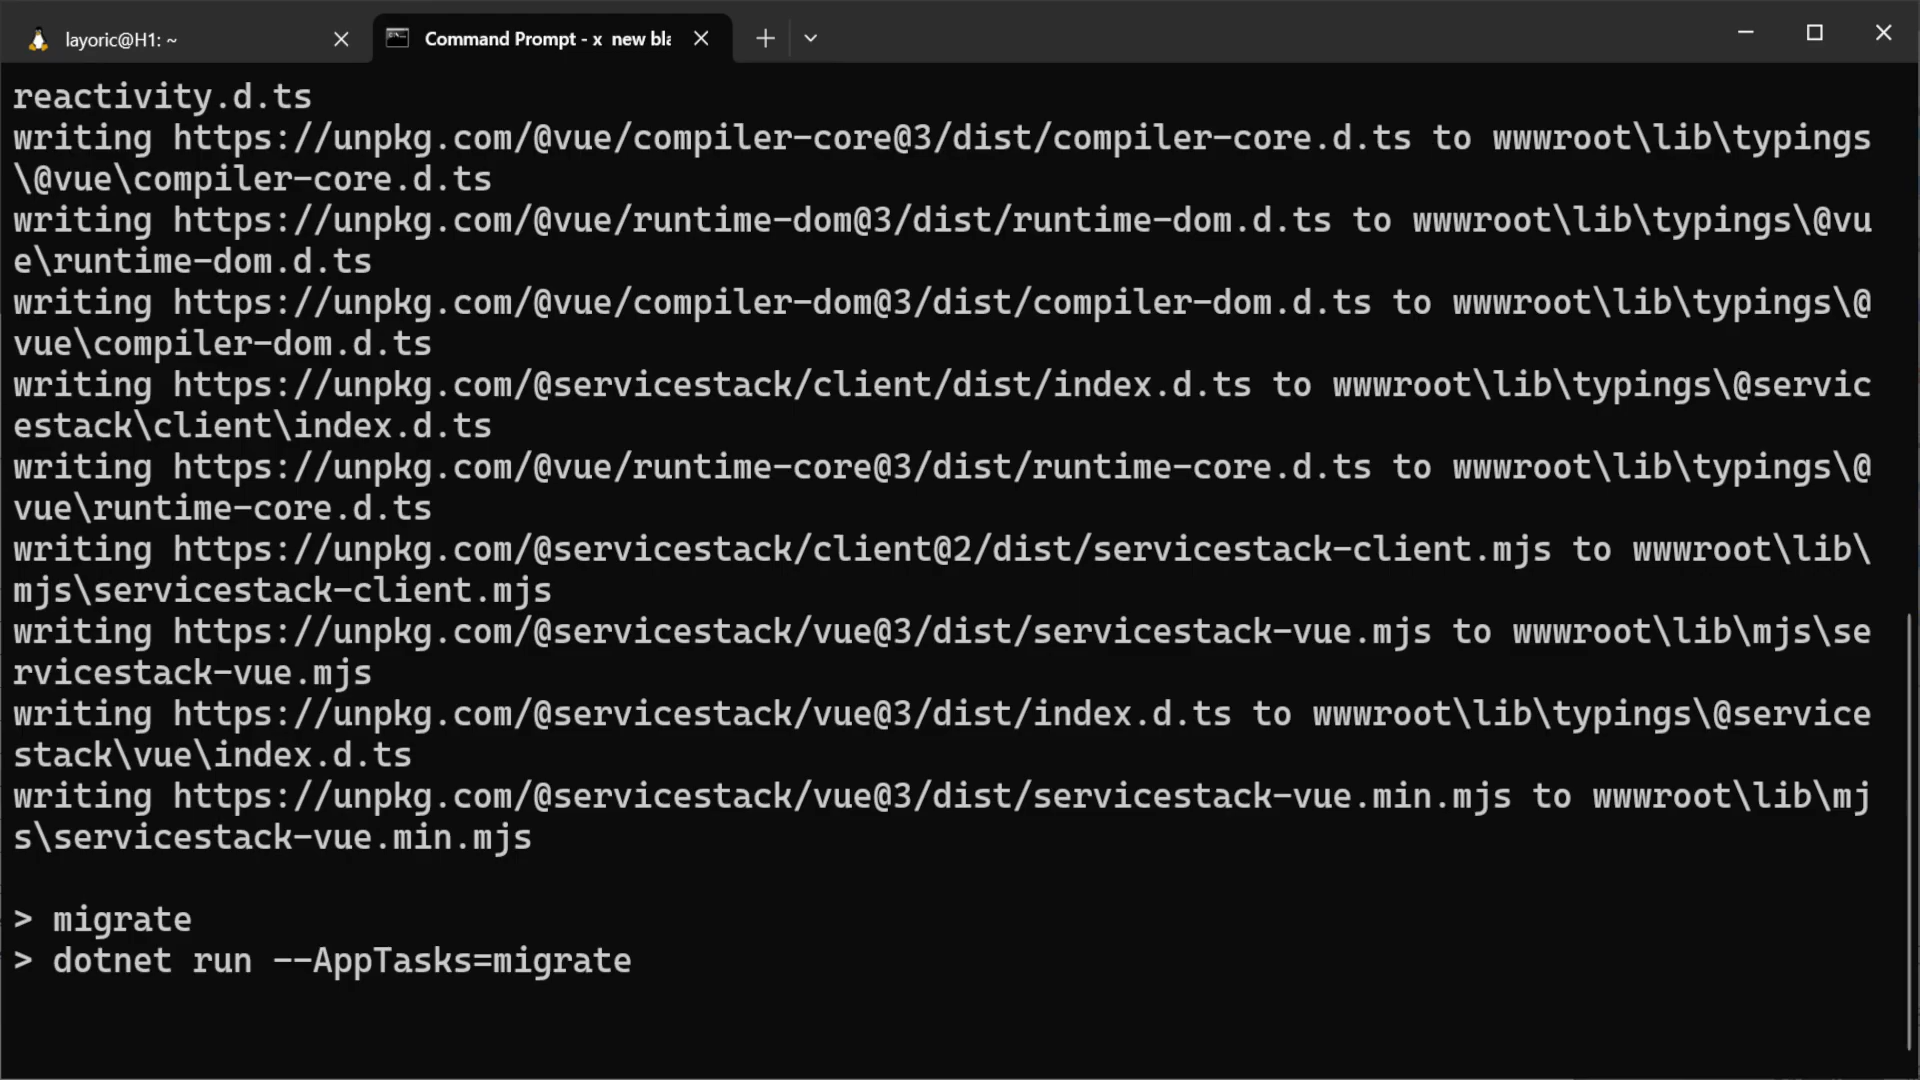 layoric@H1: ~
Command Prompt - x  new bla
reactivity.d.ts
writing https://unpkg.com/@vue/compiler-core@3/dist/compiler-core.d.ts to wwwroot\lib\typings
\@vue\compiler-core.d.ts
writing https://unpkg.com/@vue/runtime-dom@3/dist/runtime-dom.d.ts to wwwroot\lib\typings\@vu
e\runtime-dom.d.ts
writing https://unpkg.com/@vue/compiler-dom@3/dist/compiler-dom.d.ts to wwwroot\lib\typings\@
vue\compiler-dom.d.ts
writing https://unpkg.com/@servicestack/client/dist/index.d.ts to wwwroot\lib\typings\@servic
estack\client\index.d.ts
writing https://unpkg.com/@vue/runtime-core@3/dist/runtime-core.d.ts to wwwroot\lib\typings\@
vue\runtime-core.d.ts
writing https://unpkg.com/@servicestack/client@2/dist/servicestack-client.mjs to wwwroot\lib\
mjs\servicestack-client.mjs
writing https://unpkg.com/@servicestack/vue@3/dist/servicestack-vue.mjs to wwwroot\lib\mjs\se
rvicestack-vue.mjs
writing https://unpkg.com/@servicestack/vue@3/dist/index.d.ts to wwwroot\lib\typings\@service
stack\vue\index.d.ts
writing https://unpkg.com/@servicestack/vue@3/dist/servicestack-vue.min.mjs to wwwroot\lib\mj
s\servicestack-vue.min.mjs
> migrate
> dotnet run --AppTasks=migrate